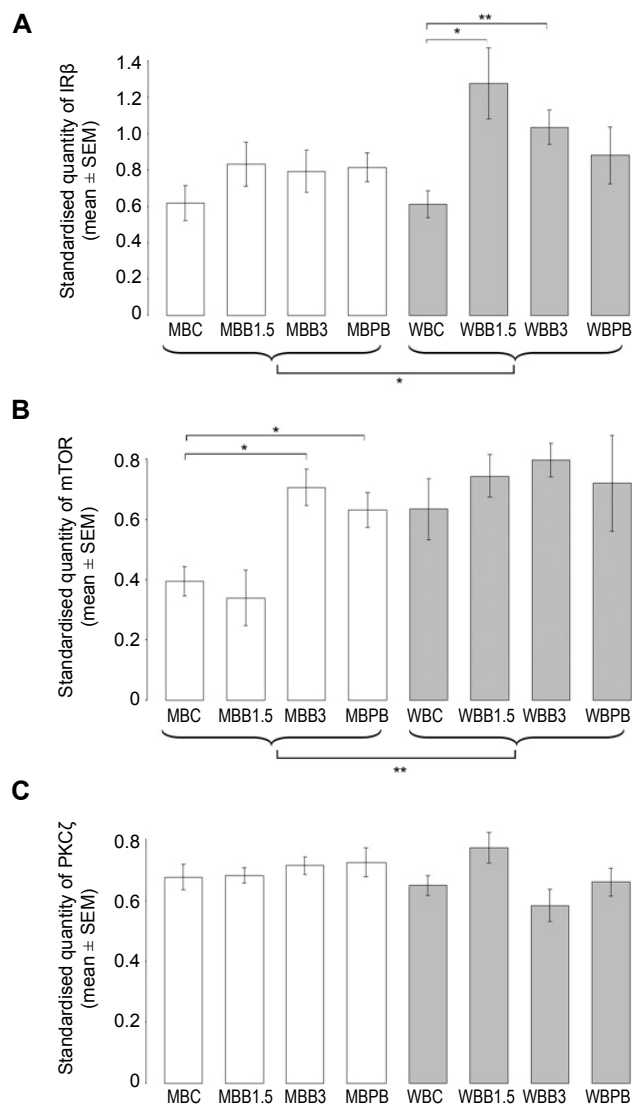 A
Standardised quantity of IRβ
(mean ± SEM)
**
*
1.4
1.2
1.0
0.8
0.6
0.4
0.2
0
MBC MBB1.5 MBB3 MBPB WBC WBB1.5 WBB3 WBPB
*
B
Standardised quantity of mTOR
(mean ± SEM)
*
*
0.8
0.6
0.4
0.2
0
MBC MBB1.5 MBB3 MBPB WBC WBB1.5 WBB3 WBPB
**
C
Standardised quantity of PKCζ
(mean ± SEM)
0.8
0.6
0.4
0.2
0
MBC MBB1.5 MBB3 MBPB WBC WBB1.5 WBB3 WBPB